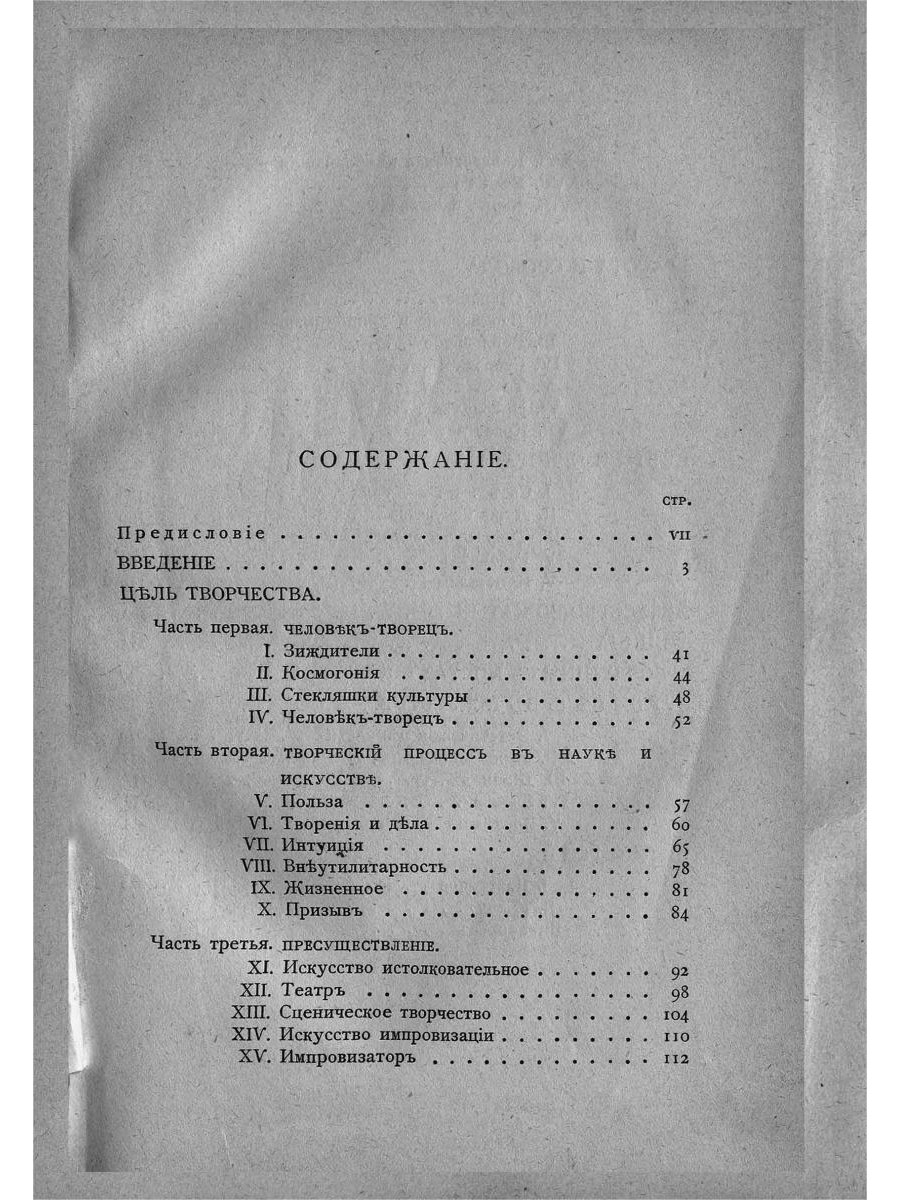 СОДЕРЖАНІЕ.
СТР.
Предисловіе . . . . . . . . . . . . . . . . . . . . . . . VII
ВВЕДЕНІЕ . . . . . . . . . . . . . . . . . . . . . . . . . . 3
ЦѢЛЬ ТВОРЧЕСТВА.
Часть первая. ЧЕЛОВѢКЪ-ТВОРЕЦЪ.
I. Зиждители . . . . . . . . . . . . . . . . 41
II. Космогонія . . . . . . . . . . . . . . . 44
III. Стекляшки культуры . . . . . . . . . . 48
IV. Человѣкъ-творецъ . . . . . . . . . . . . 52
Часть вторая. ТВОРЧЕСКІЙ ПРОЦЕССЪ ВЪ НАУКѢ И
ИСКУССТВѢ.
V. Польза . . . . . . . . . . . . . . . . . 57
VI. Творенія и дѣла . . . . . . . . . . . . . 60
VII. Интуиція . . . . . . . . . . . . . . . . 65
VIII. Внѣутилитарность . . . . . . . . . . . . 78
IX. Жизненное . . . . . . . . . . . . . . . 81
X. Призывъ . . . . . . . . . . . . . . . . 84
Часть третья. ПРЕСУЩЕСТВЛЕНІЕ.
XI. Искусство истолковательное . . . . . . . 92
XII. Театръ . . . . . . . . . . . . . . . . . 98
XIII. Сценическое творчество . . . . . . . . . 104
XIV. Искусство импровизаціи . . . . . . . . . 110
XV. Импровизаторъ . . . . . . . . . . . . . 112